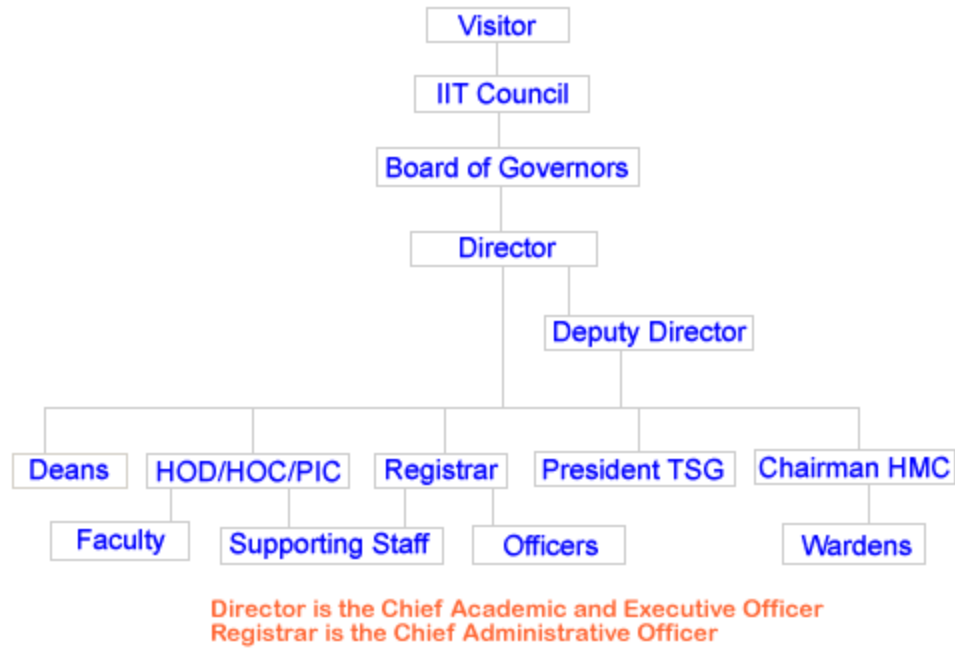 Visitor
IIT Council
Board of Governors
Director
Deputy Director
Deans
HOD/HOC/PIC
Registrar
President TSG
Chairman HMC
Faculty
Supporting Staff
Officers
Wardens
Director is the Chief Academic and Executive Officer
Registrar is the Chief Administrative Officer